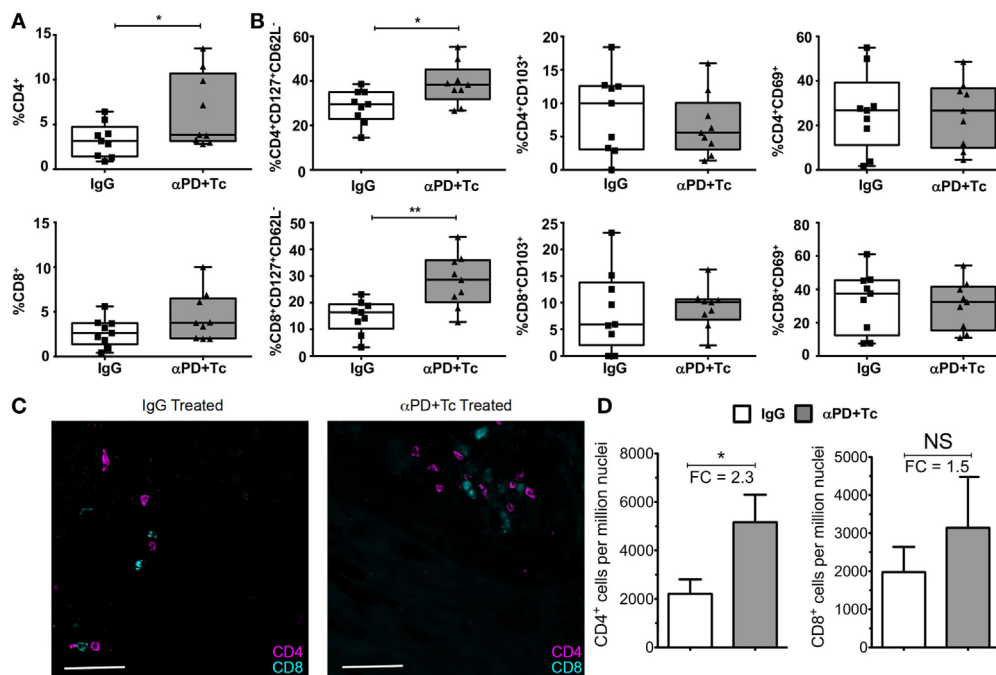 A
B
*
%CD4+
15
10
5
0
IgG
αPD+Tc
*
%CD4+CD127+CD62L-
60
40
20
0
IgG
αPD+Tc
%CD4+CD103+
20
15
10
5
0
IgG
αPD+Tc
%CD4+CD69+
60
40
20
0
IgG
αPD+Tc
%CD8+
15
10
5
0
IgG
αPD+Tc
**
%CD8+CD127+CD62L-
60
50
40
30
20
10
0
IgG
αPD+Tc
%CD8+CD103+
30
20
10
0
IgG
αPD+Tc
%CD8+CD69+
80
60
40
20
0
IgG
αPD+Tc
C
IgG Treated
αPD+Tc Treated
CD4
CD8
CD4
CD8
D
IgG αPD+Tc
*
FC = 2.3
CD4+ cells per million nuclei
8000
6000
4000
2000
0
NS
FC = 1.5
CD8+ cells per million nuclei
5000
4000
3000
2000
1000
0